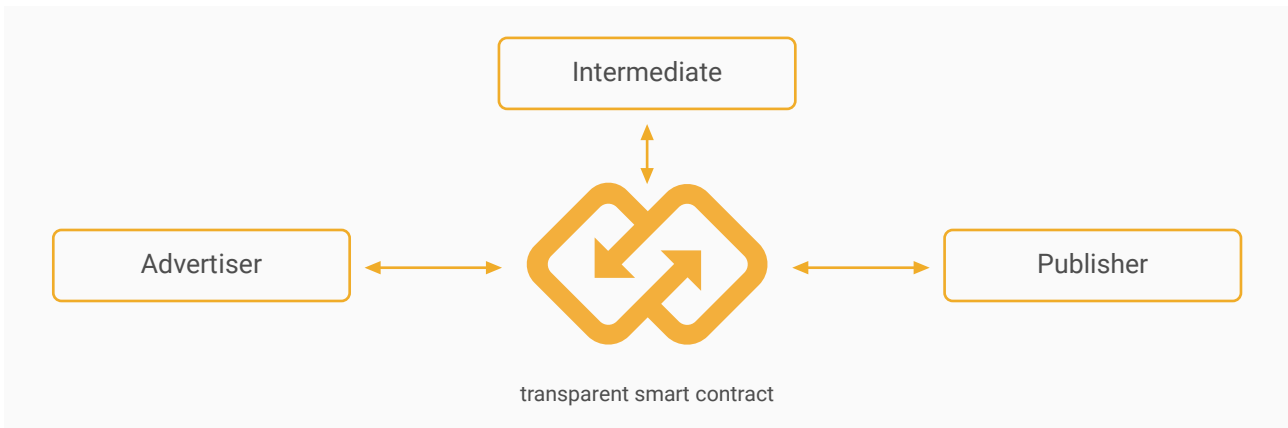 Intermediate
Advertiser
Publisher
transparent smart contract